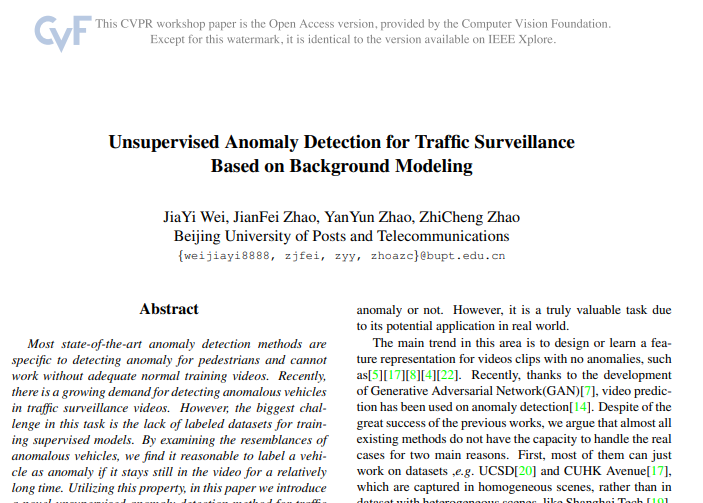 CVF
This CVPR workshop paper is the Open Access version, provided by the Computer Vision Foundation.
Except for this watermark, it is identical to the version available on IEEE Xplore.
Unsupervised Anomaly Detection for Traffic Surveillance
Based on Background Modeling
JiaYi Wei, JianFei Zhao, YanYun Zhao, ZhiCheng Zhao
Beijing University of Posts and Telecommunications
{weijiayi8888, zjfei, zyy, zhoazc}@bupt.edu.cn
Abstract
Most state-of-the-art anomaly detection methods are
specific to detecting anomaly for pedestrians and cannot
work without adequate normal training videos. Recently,
there is a growing demand for detecting anomalous vehicles
in traffic surveillance videos. However, the biggest chal-
lenge in this task is the lack of labeled datasets for train-
ing supervised models. By examining the resemblances of
anomalous vehicles, we find it reasonable to label a vehi-
cle as anomaly if it stays still in the video for a relatively
long time. Utilizing this property, in this paper we introduce
a novel unsupervised anomaly detection method for traffic
anomaly or not. However, it is a truly valuable task due
to its potential application in real world.
The main trend in this area is to design or learn a fea-
ture representation for videos clips with no anomalies, such
as[5][17][8][4][22]. Recently, thanks to the development
of Generative Adversarial Network(GAN)[7], video predic-
tion has been used on anomaly detection[14]. Despite of the
great success of the previous works, we argue that almost all
existing methods do not have the capacity to handle the real
cases for two main reasons. First, most of them can just
work on datasets ,e.g. UCSD[20] and CUHK Avenue[17],
which are captured in homogeneous scenes, rather than in
dataset with heterogeneous scenes, like Shanghai Tech [19]